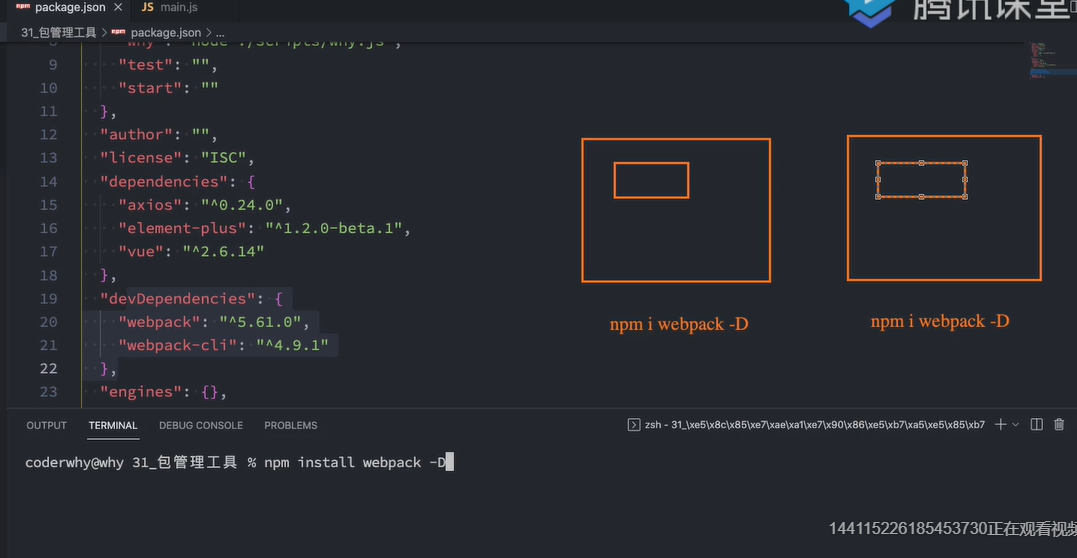 npm package.json × JS main.js
腾讯课堂
31_包管理工具 > npm package.json > ...
8 "why": "node ./scripts/why.js",
9 "test": "",
10 "start": ""
11 },
12 "author": "",
13 "license": "ISC",
14 "dependencies": {
15 "axios": "^0.24.0",
16 "element-plus": "^1.2.0-beta.1",
17 "vue": "^2.6.14"
18 },
19 "devDependencies": {
20 "webpack": "^5.61.0",
21 "webpack-cli": "^4.9.1"
22 },
23 "engines": {},
npm i webpack -D
npm i webpack -D
OUTPUT TERMINAL DEBUG CONSOLE PROBLEMS
zsh - 31_\xe5\x8c\x85\xe7\xae\xa1\xe7\x90\x86\xe5\xb7\xa5\xe5\x85\xb7
coderwhy@why 31_包管理工具 % npm install webpack -D
144115226185453730正在观看视频